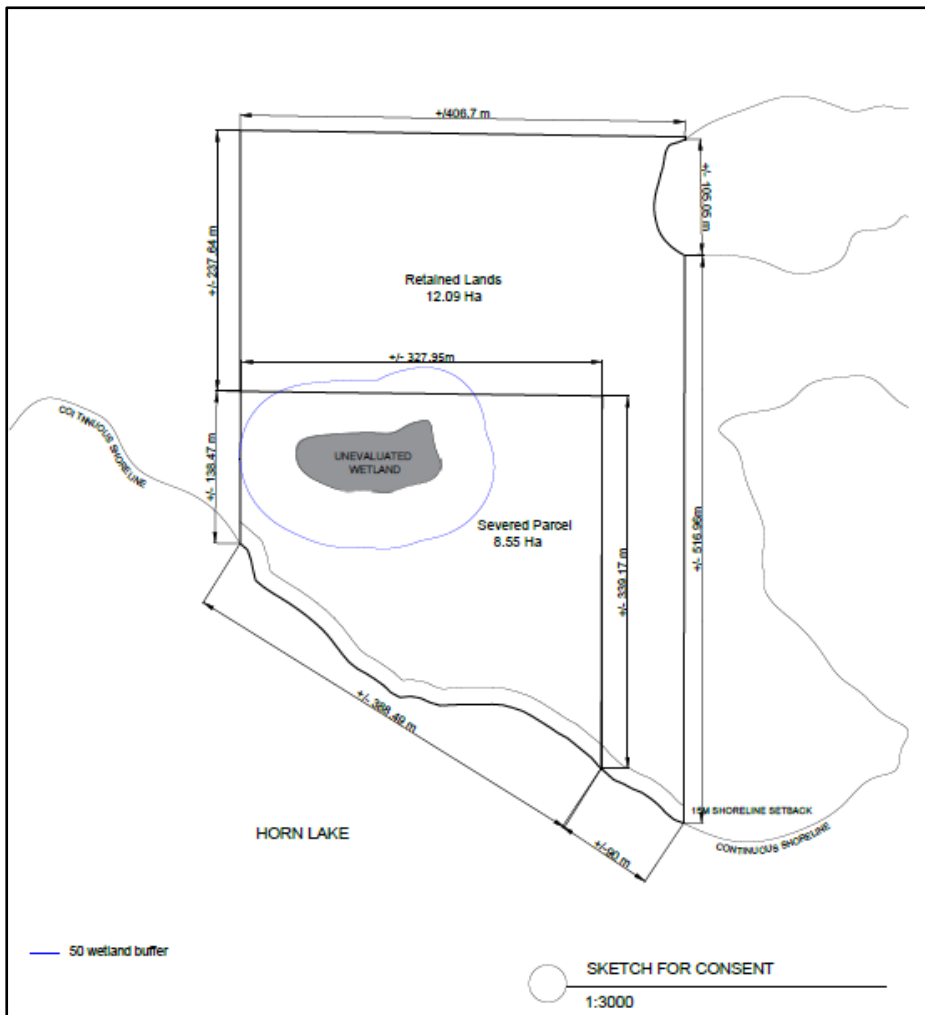 +/406.7 m
+/- 105.05 m
+/- 237.64 m
Retained Lands
12.09 Ha
+/- 327.95m
CONTINUOUS SHORELINE
+/- 138.47 m
UNEVALUATED
WETLAND
Severed Parcel
8.55 Ha
+/- 339.17 m
+/- 516.96m
+/- 388.49 m
15M SHORELINE SETBACK
HORN LAKE
+/-90 m
CONTINUOUS SHORELINE
50 wetland buffer
SKETCH FOR CONSENT
1:3000